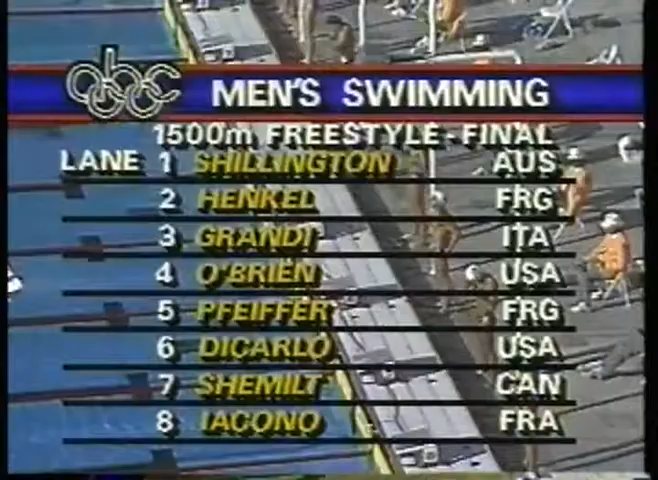 abc MEN'S SWIMMING
1500m FREESTYLE - FINAL
LANE 1 SHILLINGTON AUS
2 HENKEL FRG
3 GRANDI ITA
4 O'BRIEN USA
5 PFEIFFER FRG
6 DICARLO USA
7 SHEMILT CAN
8 IACONO FRA